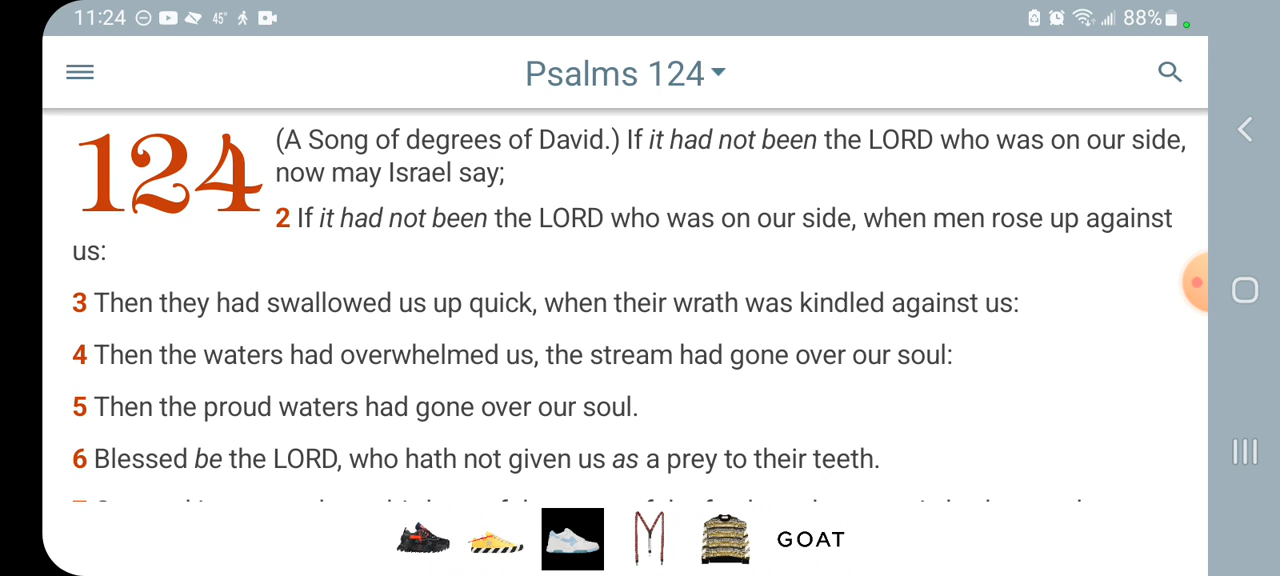 11:24 45°
88%
Psalms 124
124 (A Song of degrees of David.) If it had not been the LORD who was on our side,
now may Israel say;
2 If it had not been the LORD who was on our side, when men rose up against
us:
3 Then they had swallowed us up quick, when their wrath was kindled against us:
4 Then the waters had overwhelmed us, the stream had gone over our soul:
5 Then the proud waters had gone over our soul.
6 Blessed be the LORD, who hath not given us as a prey to their teeth.
GOAT